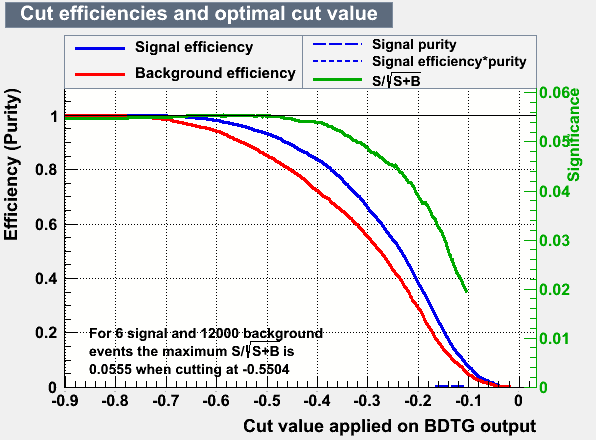 Cut efficiencies and optimal cut value
Signal efficiency
Background efficiency
Signal purity
Signal efficiency*purity
S/√S+B
Efficiency (Purity)
1
0.8
0.6
0.4
0.2
0
0.06
0.05
0.04
0.03
0.02
0.01
0
Significance
For 6 signal and 12000 background
events the maximum S/√S+B is
0.0555 when cutting at -0.5504
-0.9 -0.8 -0.7 -0.6 -0.5 -0.4 -0.3 -0.2 -0.1 0
Cut value applied on BDTG output